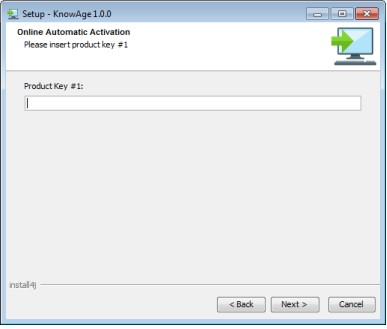 Setup - KnowAge 1.0.0
Online Automatic Activation
Please insert product key #1
Product Key #1:
install4j
< Back
Next >
Cancel